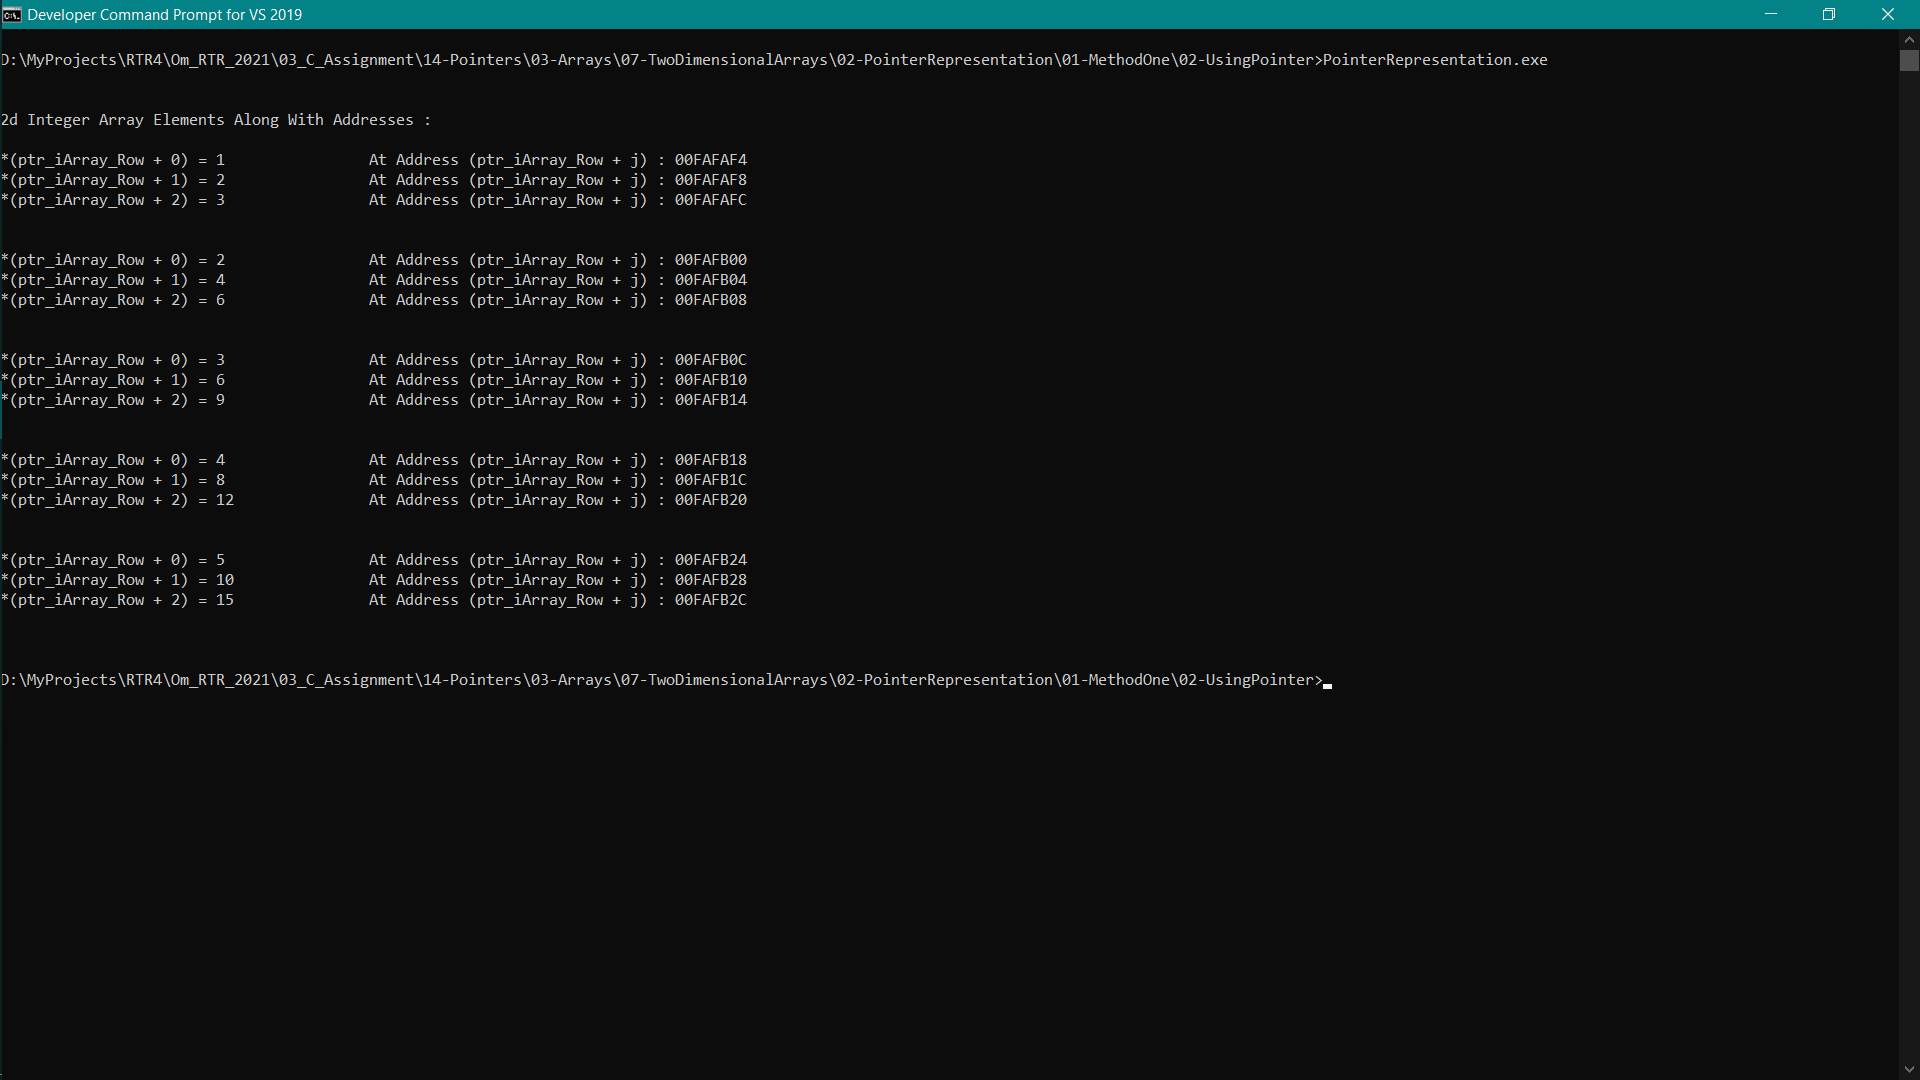 Developer Command Prompt for VS 2019
D:\MyProjects\RTR4\Om_RTR_2021\03_C_Assignment\14-Pointers\03-Arrays\07-TwoDimensionalArrays\02-PointerRepresentation\01-MethodOne\02-UsingPointer>PointerRepresentation.exe
2d Integer Array Elements Along With Addresses :
*(ptr_iArray_Row + 0) = 1 At Address (ptr_iArray_Row + j) : 00FAFAF4
*(ptr_iArray_Row + 1) = 2 At Address (ptr_iArray_Row + j) : 00FAFAF8
*(ptr_iArray_Row + 2) = 3 At Address (ptr_iArray_Row + j) : 00FAFAFC
*(ptr_iArray_Row + 0) = 2 At Address (ptr_iArray_Row + j) : 00FAFB00
*(ptr_iArray_Row + 1) = 4 At Address (ptr_iArray_Row + j) : 00FAFB04
*(ptr_iArray_Row + 2) = 6 At Address (ptr_iArray_Row + j) : 00FAFB08
*(ptr_iArray_Row + 0) = 3 At Address (ptr_iArray_Row + j) : 00FAFB0C
*(ptr_iArray_Row + 1) = 6 At Address (ptr_iArray_Row + j) : 00FAFB10
*(ptr_iArray_Row + 2) = 9 At Address (ptr_iArray_Row + j) : 00FAFB14
*(ptr_iArray_Row + 0) = 4 At Address (ptr_iArray_Row + j) : 00FAFB18
*(ptr_iArray_Row + 1) = 8 At Address (ptr_iArray_Row + j) : 00FAFB1C
*(ptr_iArray_Row + 2) = 12 At Address (ptr_iArray_Row + j) : 00FAFB20
*(ptr_iArray_Row + 0) = 5 At Address (ptr_iArray_Row + j) : 00FAFB24
*(ptr_iArray_Row + 1) = 10 At Address (ptr_iArray_Row + j) : 00FAFB28
*(ptr_iArray_Row + 2) = 15 At Address (ptr_iArray_Row + j) : 00FAFB2C
D:\MyProjects\RTR4\Om_RTR_2021\03_C_Assignment\14-Pointers\03-Arrays\07-TwoDimensionalArrays\02-PointerRepresentation\01-MethodOne\02-UsingPointer>